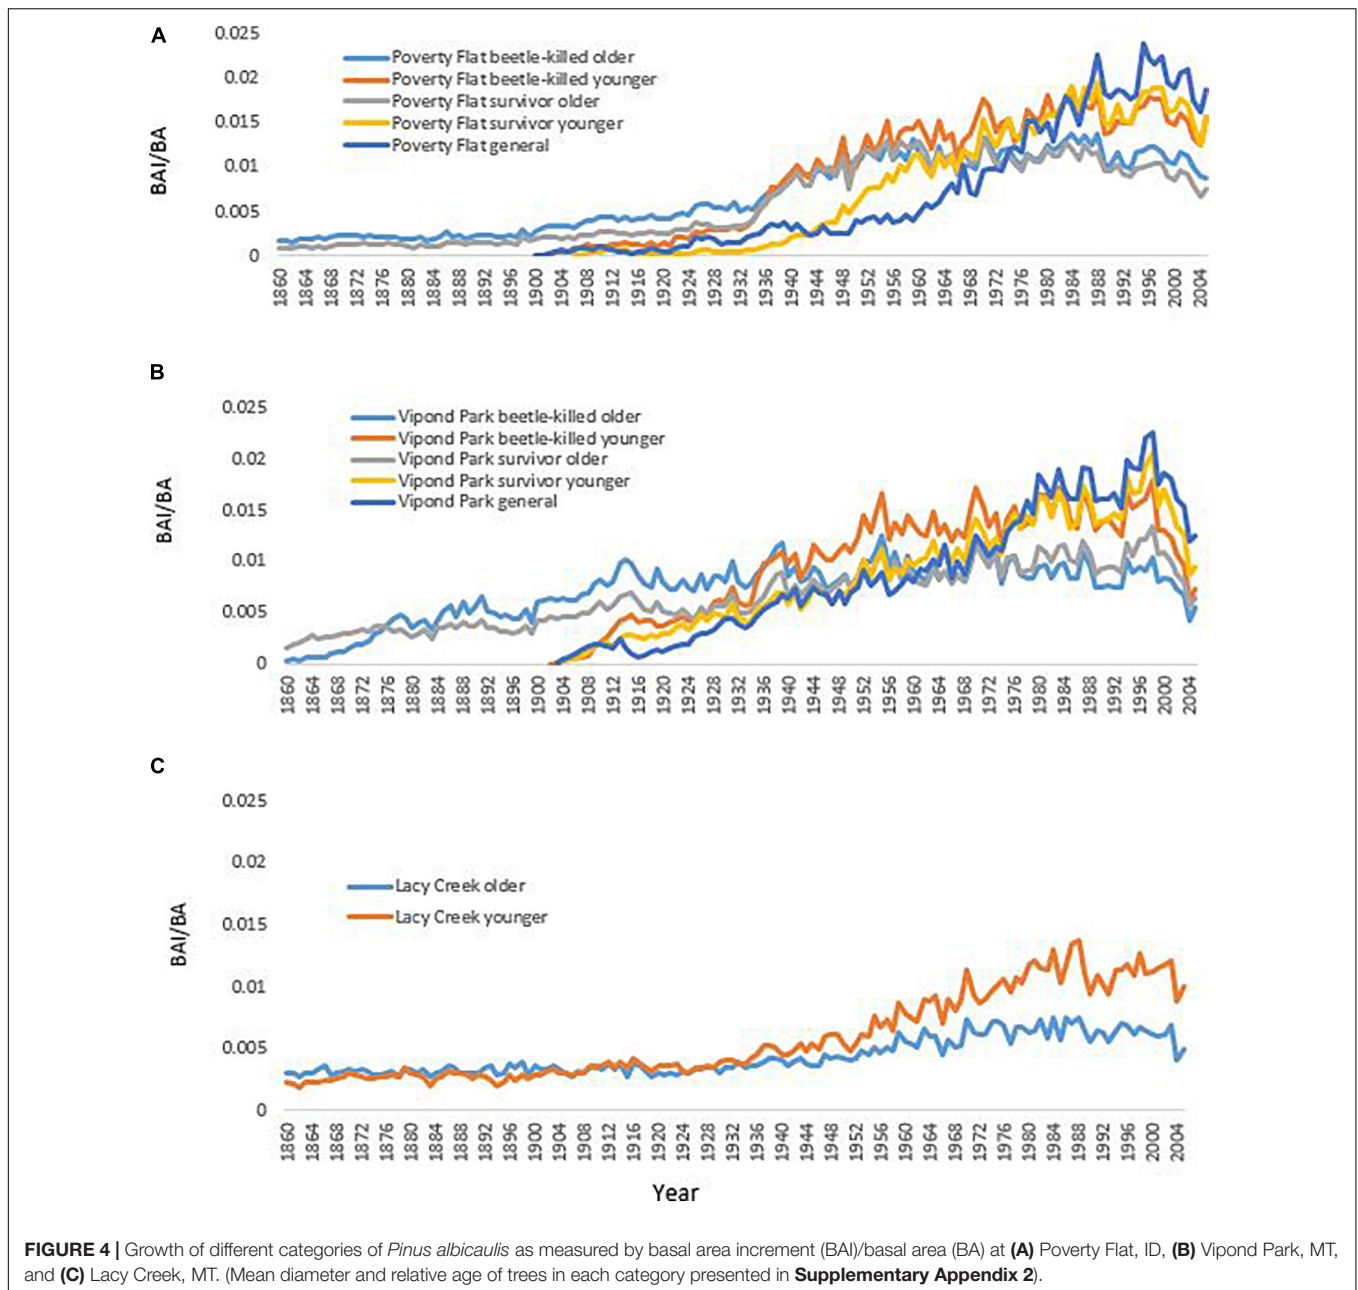 A
0.025
0.02
0.015
0.01
0.005
0
BAI/BA
Poverty Flat beetle-killed older
Poverty Flat beetle-killed younger
Poverty Flat survivor older
Poverty Flat survivor younger
Poverty Flat general
1860 1864 1868 1872 1876 1880 1884 1888 1892 1896 1900 1904 1908 1912 1916 1920 1924 1928 1932 1936 1940 1944 1948 1952 1956 1960 1964 1968 1972 1976 1980 1984 1988 1992 1996 2000 2004
B
0.025
0.02
0.015
0.01
0.005
0
BAI/BA
Vipond Park beetle-killed older
Vipond Park beetle-killed younger
Vipond Park survivor older
Vipond Park survivor younger
Vipond Park general
1860 1864 1868 1872 1876 1880 1884 1888 1892 1896 1900 1904 1908 1912 1916 1920 1924 1928 1932 1936 1940 1944 1948 1952 1956 1960 1964 1968 1972 1976 1980 1984 1988 1992 1996 2000 2004
C
0.025
0.02
0.015
0.01
0.005
0
BAI/BA
Lacy Creek older
Lacy Creek younger
1860 1864 1868 1872 1876 1880 1884 1888 1892 1896 1900 1904 1908 1912 1916 1920 1924 1928 1932 1936 1940 1944 1948 1952 1956 1960 1964 1968 1972 1976 1980 1984 1988 1992 1996 2000 2004
Year
FIGURE 4 | Growth of different categories of Pinus albicaulis as measured by basal area increment (BAI)/basal area (BA) at (A) Poverty Flat, ID, (B) Vipond Park, MT,
and (C) Lacy Creek, MT. (Mean diameter and relative age of trees in each category presented in Supplementary Appendix 2).